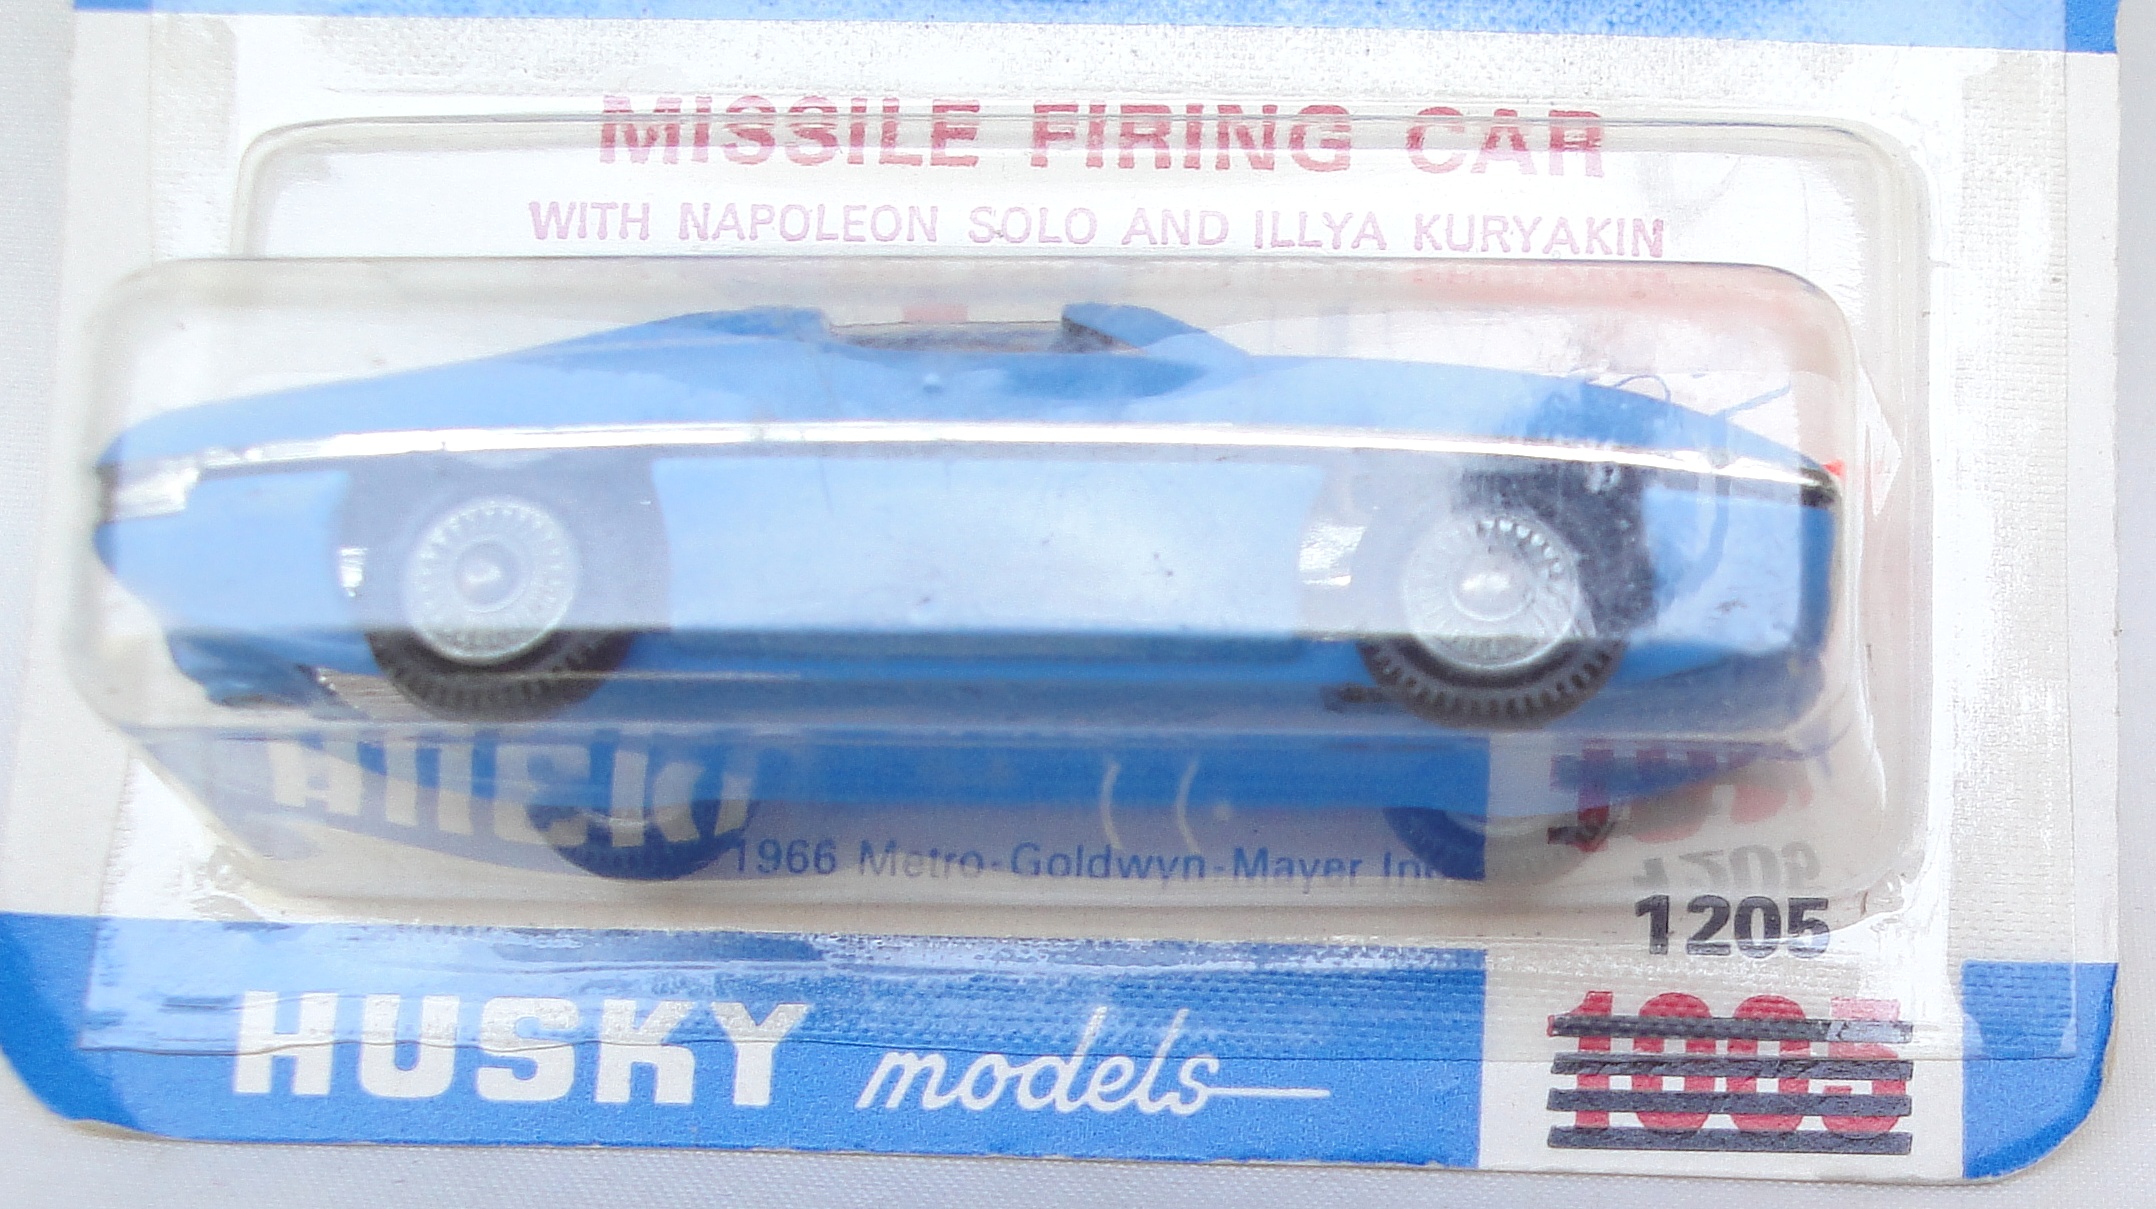 MISSILE FIRING CAR
WITH NAPOLEON SOLO AND ILLYA KURYAKIN
1966 Metro-Goldwyn-Mayer Inc
1205
HUSKY models
1005